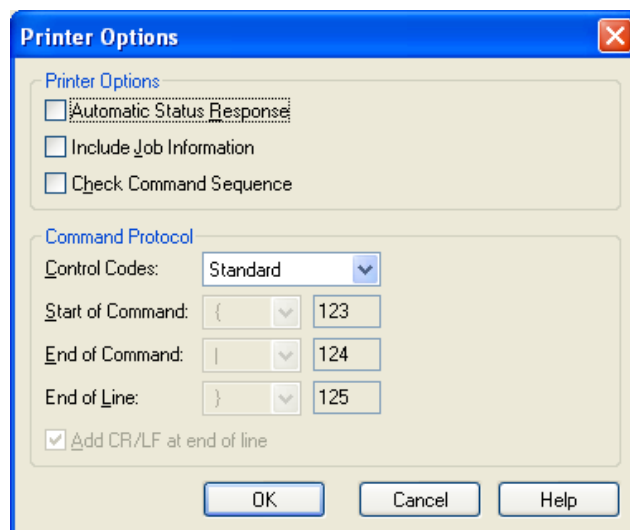 Printer Options
Printer Options
Automatic Status Response
Include Job Information
Check Command Sequence
Command Protocol
Control Codes: Standard
Start of Command: { 123
End of Command: | 124
End of Line: } 125
Add CR/LF at end of line
OK Cancel Help